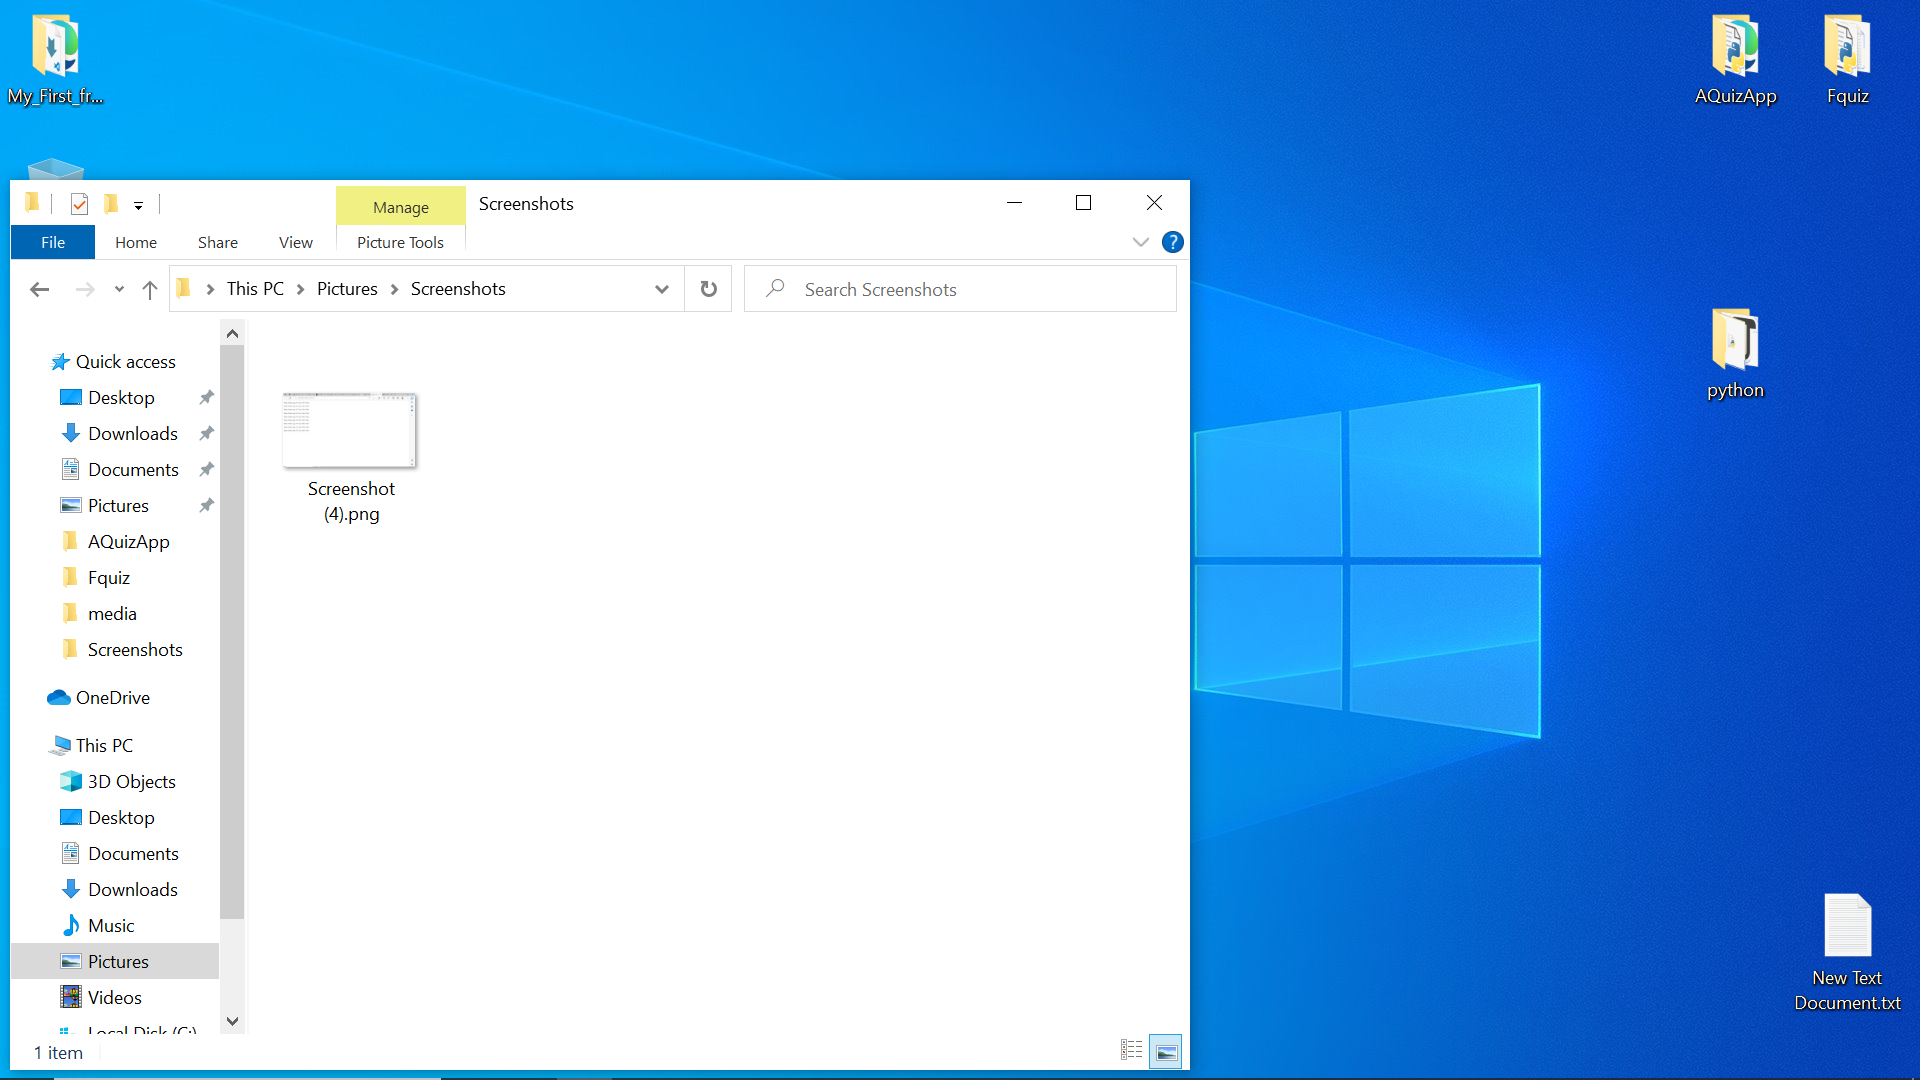 My_First_fr...
AQuizApp
Fquiz
Manage
Screenshots
File
Home
Share
View
Picture Tools
?
This PC
Pictures
Screenshots
Search Screenshots
Quick access
Desktop
Downloads
Documents
Pictures
AQuizApp
Fquiz
media
Screenshots
OneDrive
This PC
3D Objects
Desktop
Documents
Downloads
Music
Pictures
Videos
Local Disk (C:)
Screenshot
(4).png
1 item
python
New Text
Document.txt